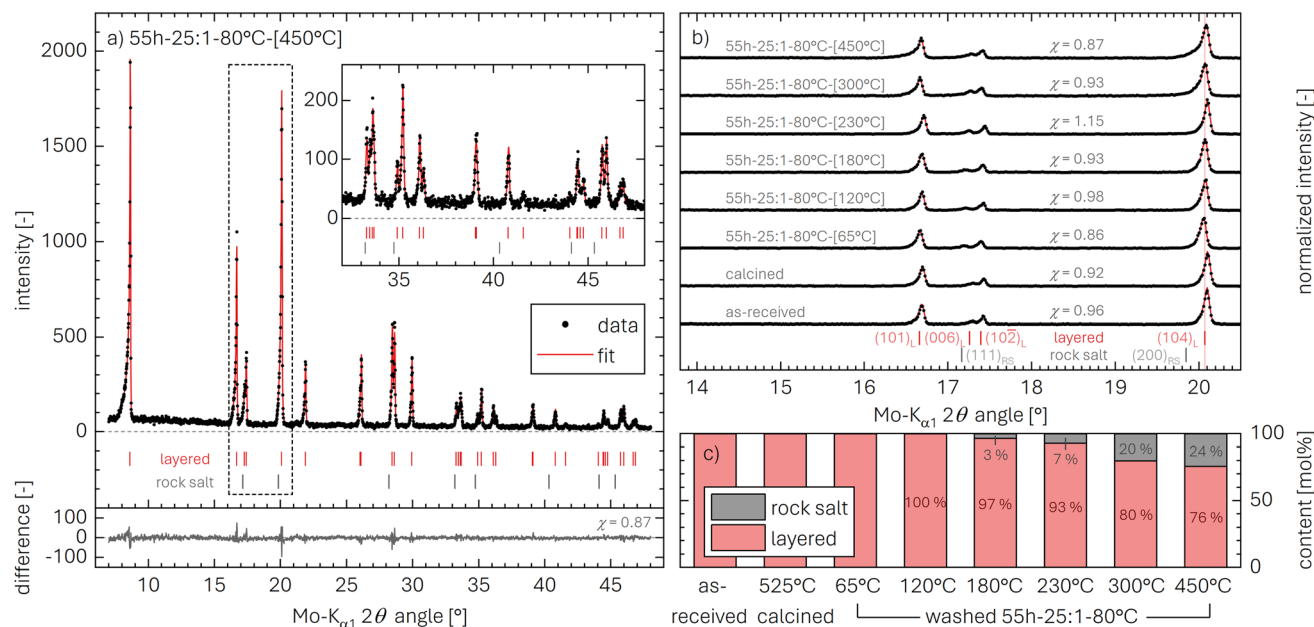 a) 55h-25:1-80°C-[450°C]
2000
1500
1000
500
0
intensity [-]
200
100
0
35 40 45
data
fit
layered
rock salt
difference [-]
100
0
-100
χ = 0.87
10 15 20 25 30 35 40 45
Mo-Kα1 2θ angle [°]
b)
55h-25:1-80°C-[450°C] χ = 0.87
55h-25:1-80°C-[300°C] χ = 0.93
55h-25:1-80°C-[230°C] χ = 1.15
55h-25:1-80°C-[180°C] χ = 0.93
55h-25:1-80°C-[120°C] χ = 0.98
55h-25:1-80°C-[65°C] χ = 0.86
calcined χ = 0.92
as-received χ = 0.96
(101)L (006)L (102̅)L layered (104)L
(111)RS rock salt (200)RS
normalized intensity [-]
14 15 16 17 18 19 20
Mo-Kα1 2θ angle [°]
c)
rock salt
layered
3 % 7 % 20 % 24 %
100 % 97 % 93 % 80 % 76 %
100
50
0
content [mol%]
as- 525°C 65°C 120°C 180°C 230°C 300°C 450°C
received calcined washed 55h-25:1-80°C